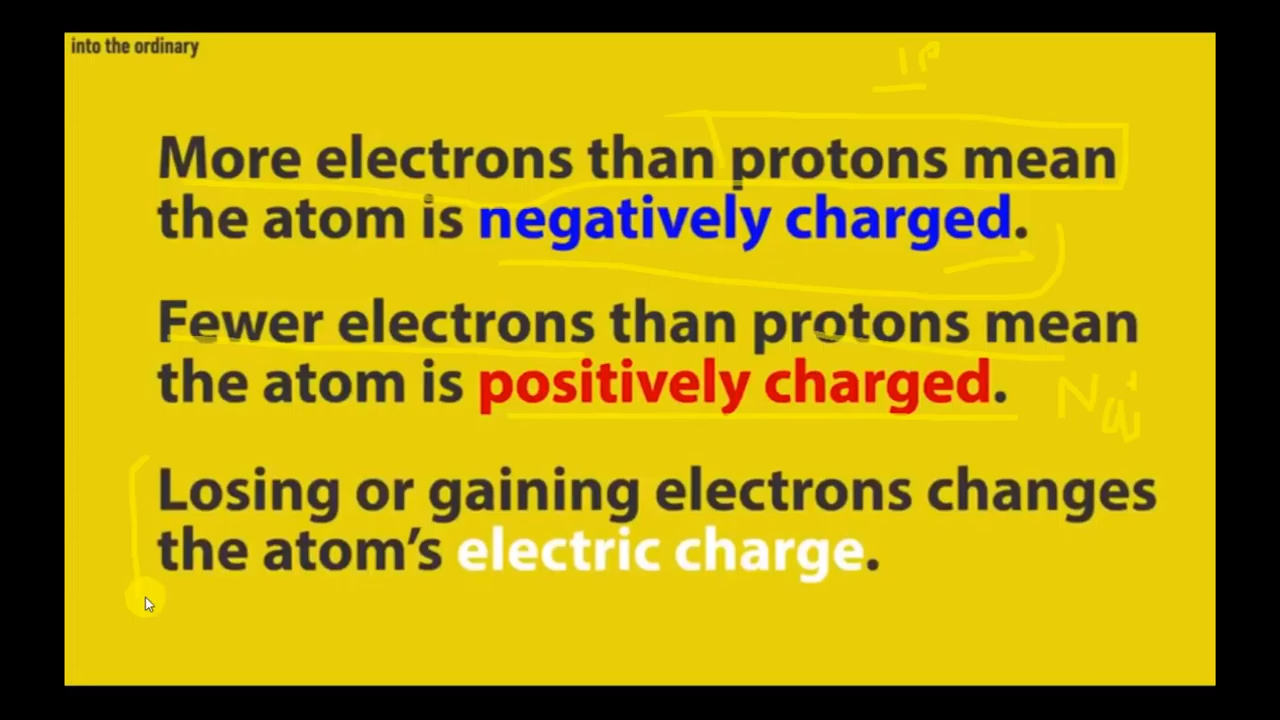 into the ordinary
More electrons than protons mean
the atom is negatively charged.
Fewer electrons than protons mean
the atom is positively charged.
Losing or gaining electrons changes
the atom's electric charge.